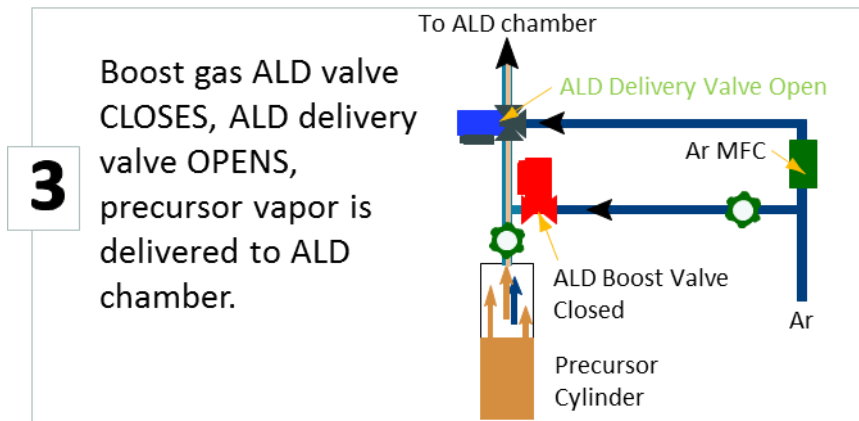 To ALD chamber
Boost gas ALD valve
CLOSES, ALD delivery
valve OPENS,
precursor vapor is
delivered to ALD
chamber.
3
ALD Delivery Valve Open
Ar MFC
ALD Boost Valve
Closed
Ar
Precursor
Cylinder